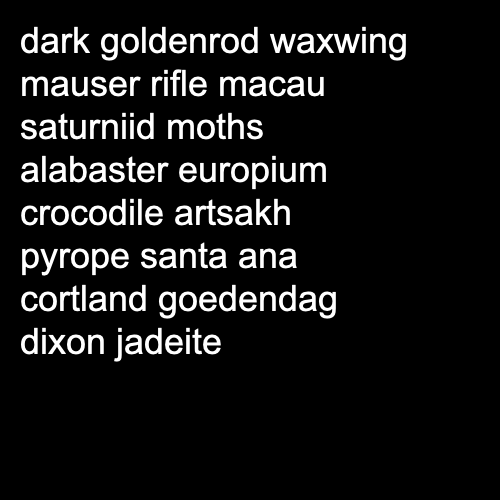 dark goldenrod waxwing
mauser rifle macau
saturniid moths
alabaster europium
crocodile artsakh
pyrope santa ana
cortland goedendag
dixon jadeite